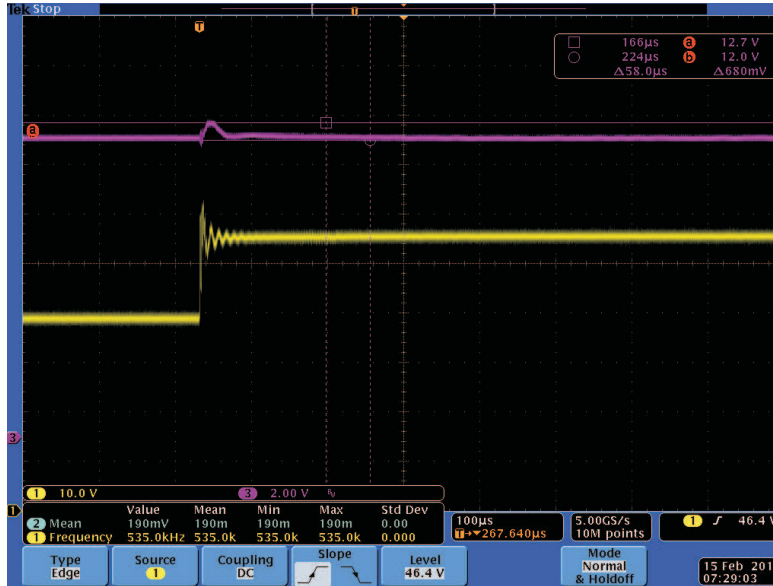 Tek Stop
T
T
166µs a 12.7 V
224µs b 12.0 V
Δ58.0µs Δ680mV
a
3
1
1 10.0 V 3 2.00 V
Value Mean Min Max Std Dev
2 Mean 190mV 190m 190m 190m 0.00
1 Frequency 535.0kHz 535.0k 535.0k 535.0k 0.000
100µs
T→▼267.640µs
5.00GS/s
10M points
1 46.4 V
Type
Edge
Source
1
Coupling
DC
Slope
Level
46.4 V
Mode
Normal
& Holdoff
15 Feb 201
07:29:03